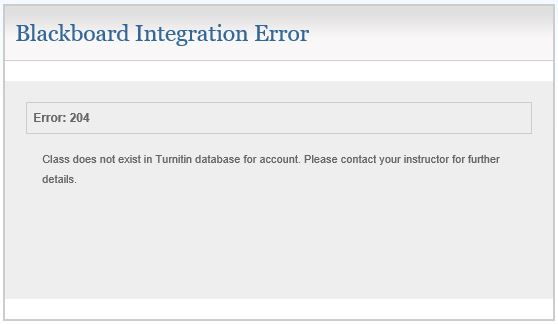 Blackboard Integration Error
Error: 204
Class does not exist in Turnitin database for account. Please contact your instructor for further
details.